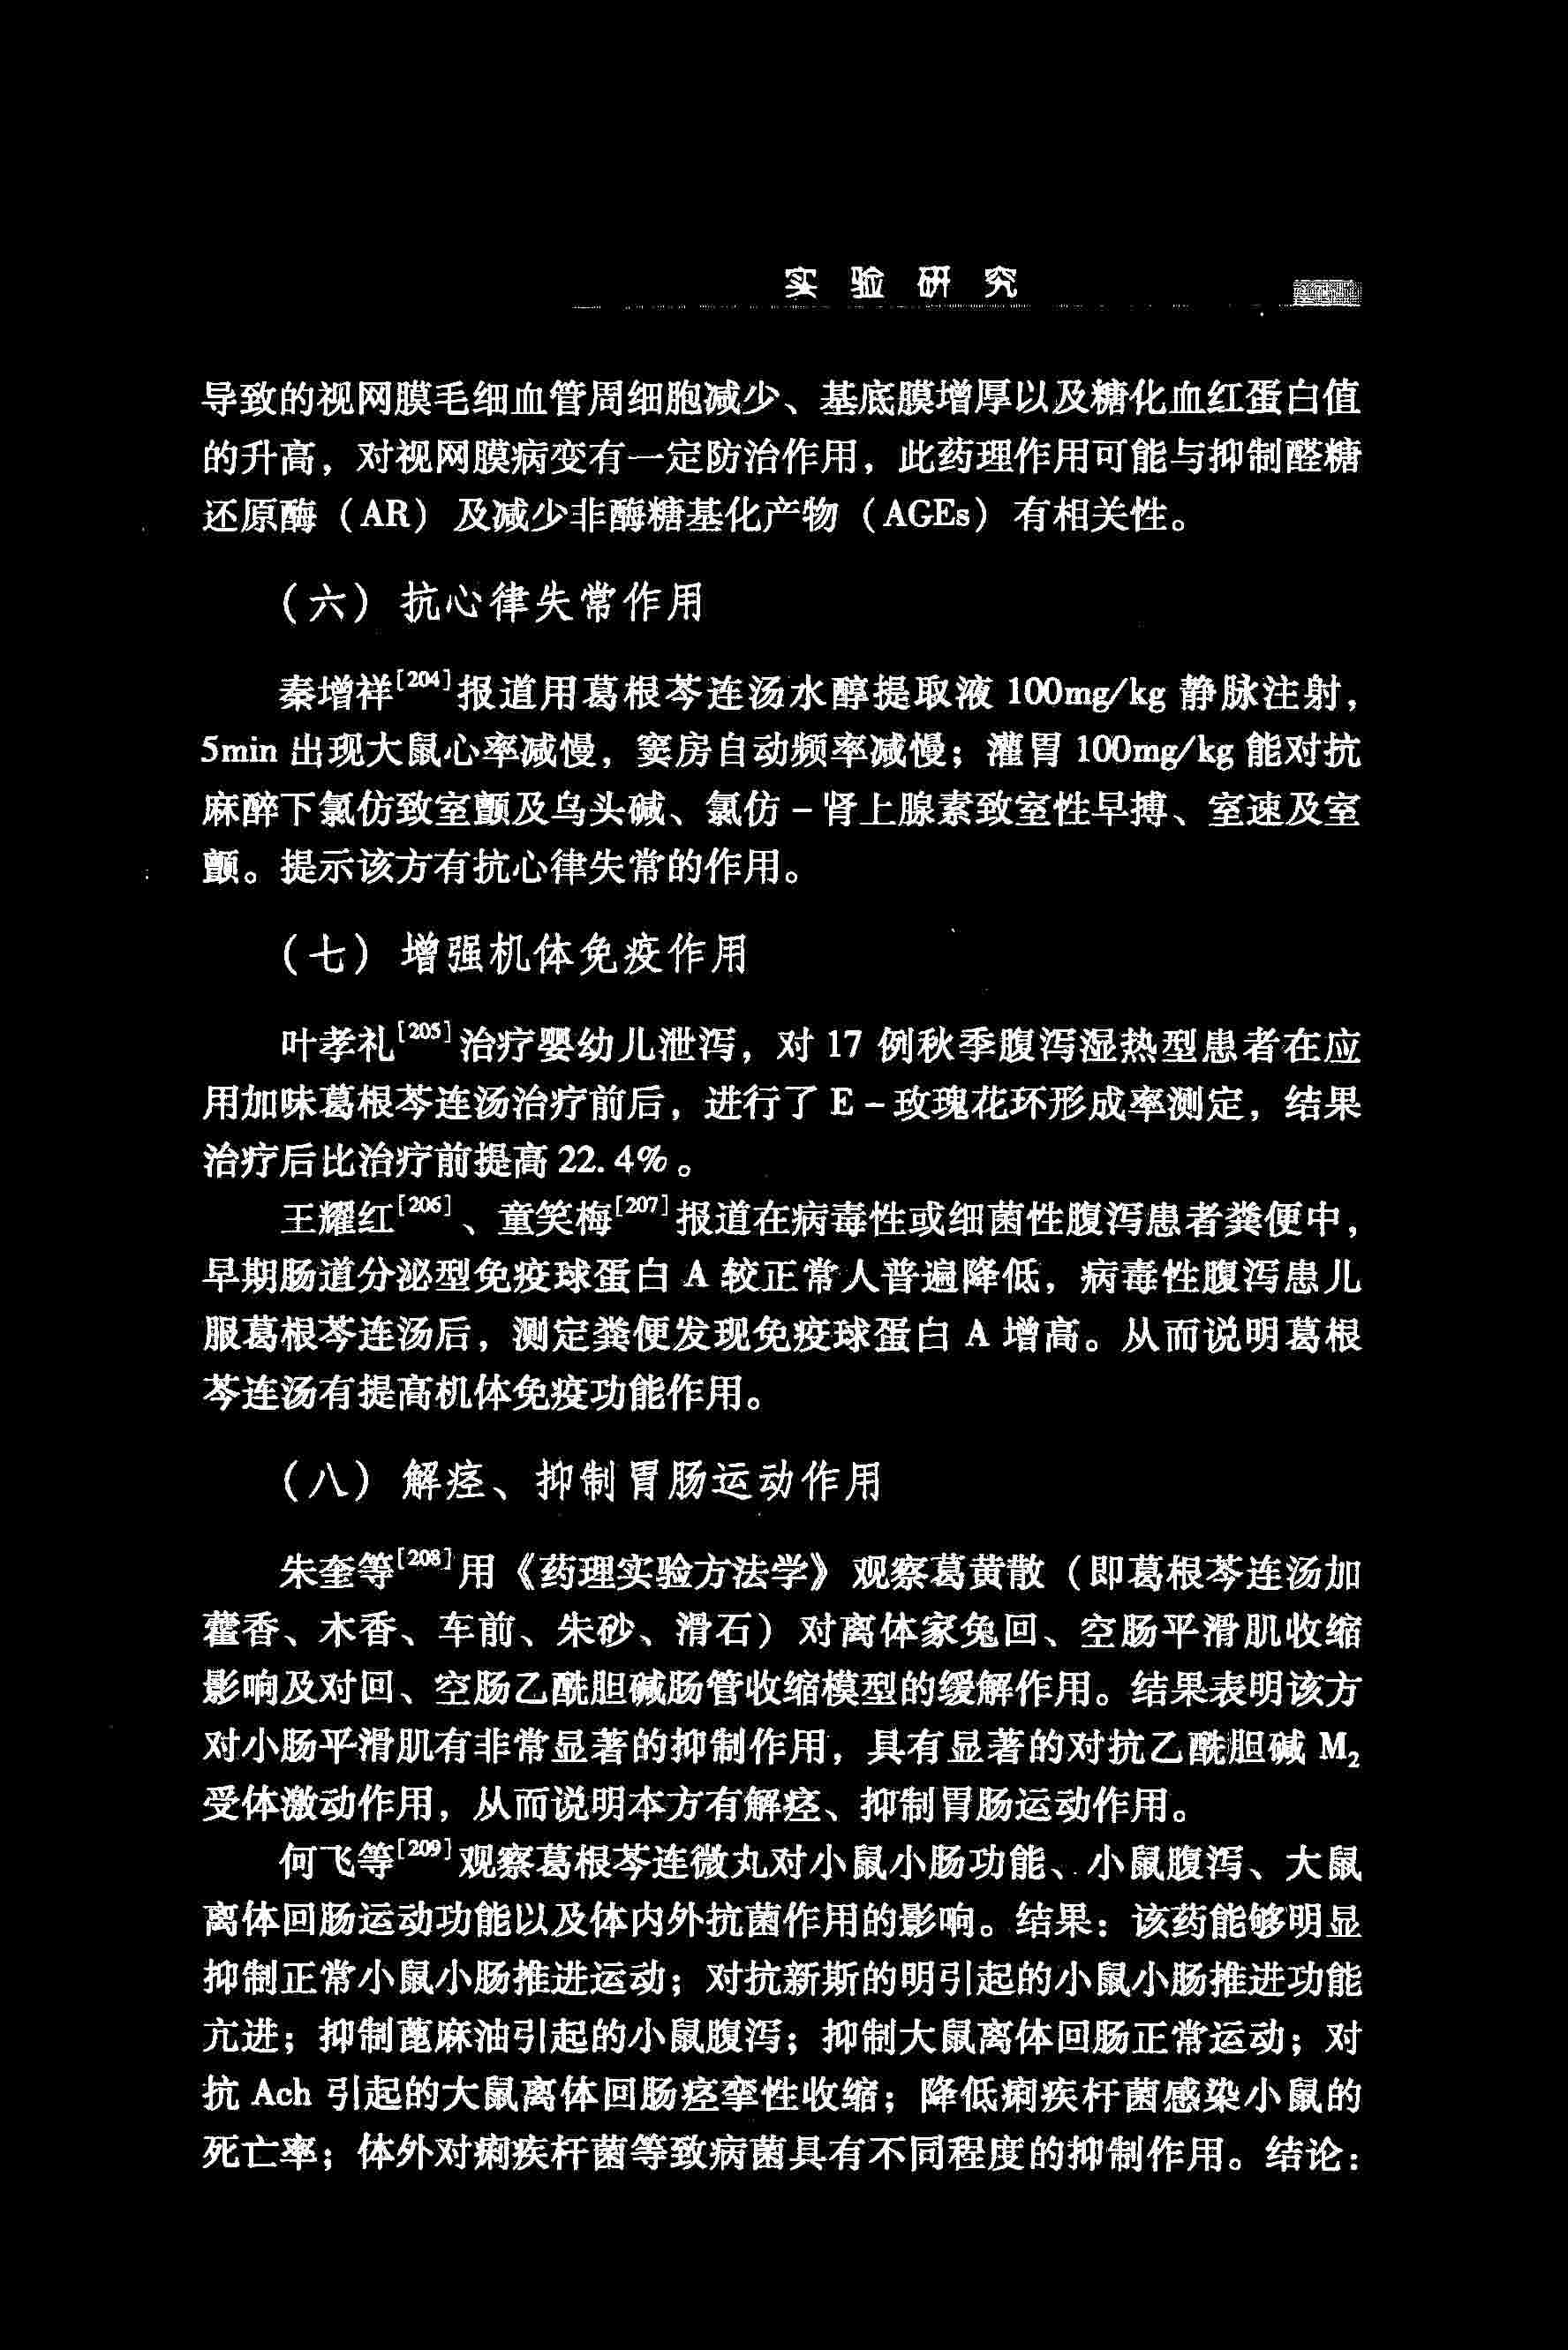 实验研究
导致的视网膜毛细血管周细胞减少、基底膜增厚以及糖化血红蛋白值
的升高，对视网膜病变有一定防治作用，此药理作用可能与抑制醛糖
还原酶（AR）及减少非酶糖基化产物（AGEs）有相关性。
（六）抗心律失常作用
秦增祥[204]报道用葛根芩连汤水醇提取液 100mg/kg 静脉注射，
5min 出现大鼠心率减慢，窦房自动频率减慢；灌胃 100mg/kg 能对抗
麻醉下氯仿致室颤及乌头碱、氯仿－肾上腺素致室性早搏、室速及室
颤。提示该方有抗心律失常的作用。
（七）增强机体免疫作用
叶孝礼[205]治疗婴幼儿泄泻，对 17 例秋季腹泻湿热型患者在应
用加味葛根芩连汤治疗前后，进行了 E－玫瑰花环形成率测定，结果
治疗后比治疗前提高 22.4%。
王耀红[206]、童笑梅[207]报道在病毒性或细菌性腹泻患者粪便中，
早期肠道分泌型免疫球蛋白 A 较正常人普遍降低，病毒性腹泻患儿
服葛根芩连汤后，测定粪便发现免疫球蛋白 A 增高。从而说明葛根
芩连汤有提高机体免疫功能作用。
（八）解痉、抑制胃肠运动作用
朱奎等[208]用《药理实验方法学》观察葛黄散（即葛根芩连汤加
藿香、木香、车前、朱砂、滑石）对离体家兔回、空肠平滑肌收缩
影响及对回、空肠乙酰胆碱肠管收缩模型的缓解作用。结果表明该方
对小肠平滑肌有非常显著的抑制作用，具有显著的对抗乙酰胆碱 M₂
受体激动作用，从而说明本方有解痉、抑制胃肠运动作用。
何飞等[209]观察葛根芩连微丸对小鼠小肠功能、小鼠腹泻、大鼠
离体回肠运动功能以及体内外抗菌作用的影响。结果：该药能够明显
抑制正常小鼠小肠推进运动；对抗新斯的明引起的小鼠小肠推进功能
亢进；抑制蓖麻油引起的小鼠腹泻；抑制大鼠离体回肠正常运动；对
抗 Ach 引起的大鼠离体回肠痉挛性收缩；降低痢疾杆菌感染小鼠的
死亡率；体外对痢疾杆菌等致病菌具有不同程度的抑制作用。结论：